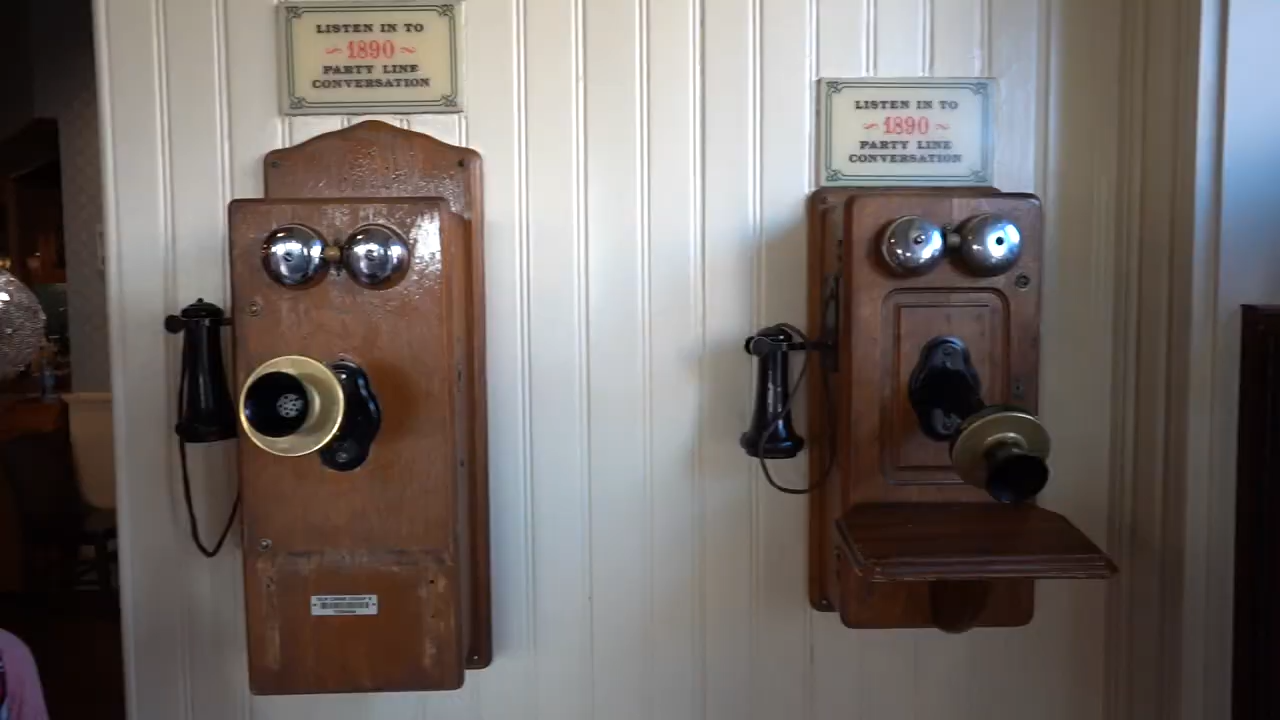 LISTEN IN TO
1890
PARTY LINE
CONVERSATION
LISTEN IN TO
1890
PARTY LINE
CONVERSATION